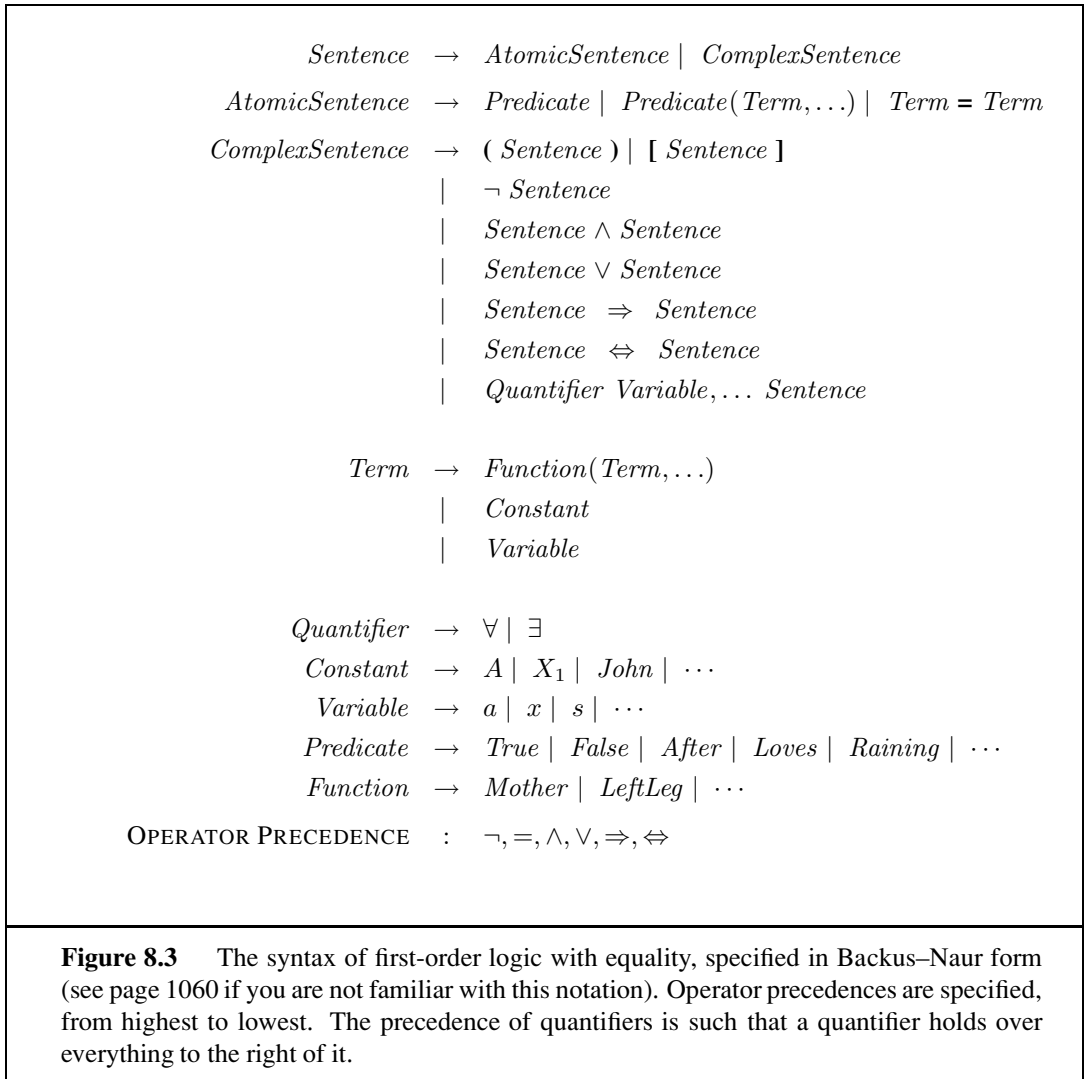 Sentence → AtomicSentence | ComplexSentence
AtomicSentence → Predicate | Predicate(Term,...) | Term = Term
ComplexSentence → ( Sentence ) | [ Sentence ]
| ¬ Sentence
| Sentence ∧ Sentence
| Sentence ∨ Sentence
| Sentence ⇒ Sentence
| Sentence ⇔ Sentence
| Quantifier Variable,... Sentence
Term → Function(Term,...)
| Constant
| Variable
Quantifier → ∀ | ∃
Constant → A | X₁ | John | ···
Variable → a | x | s | ···
Predicate → True | False | After | Loves | Raining | ···
Function → Mother | LeftLeg | ···
OPERATOR PRECEDENCE : ¬, =, ∧, ∨, ⇒, ⇔
Figure 8.3 The syntax of first-order logic with equality, specified in Backus–Naur form
(see page 1060 if you are not familiar with this notation). Operator precedences are specified,
from highest to lowest. The precedence of quantifiers is such that a quantifier holds over
everything to the right of it.